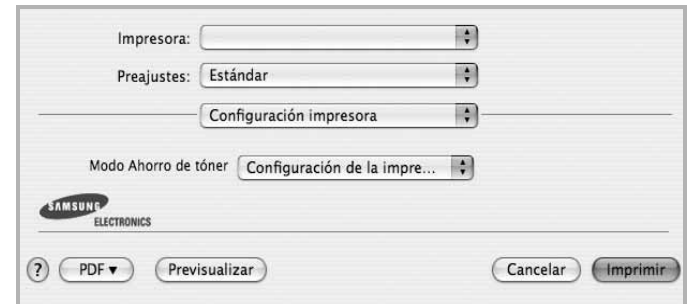 Impresora:
Preajustes: Estándar
Configuración impresora
Modo Ahorro de tóner Configuración de la impre...
SAMSUNG
ELECTRONICS
? PDF▼ Previsualizar Cancelar Imprimir